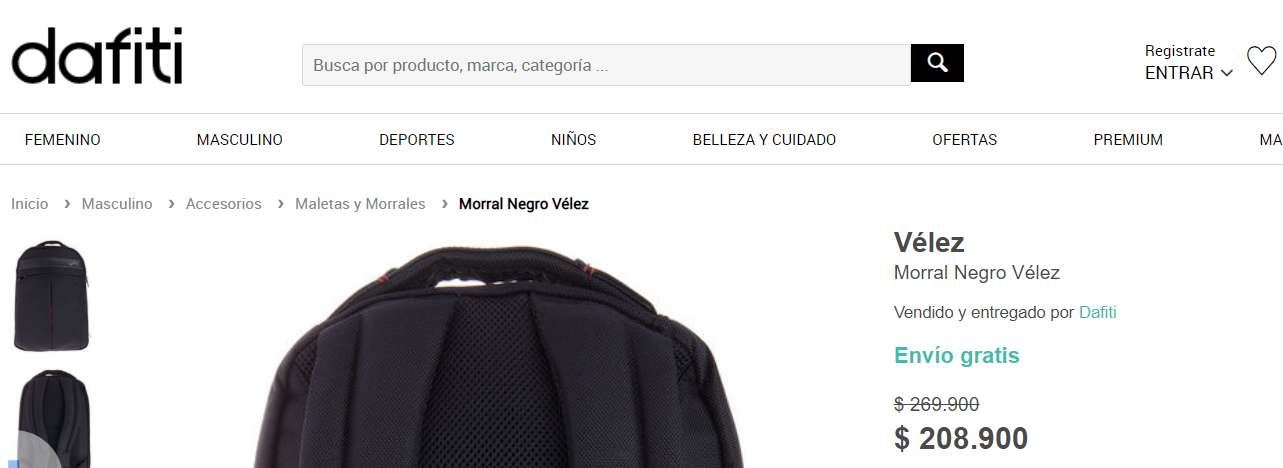 dafiti
Busca por producto, marca, categoría ...
Registrate
ENTRAR
FEMENINO MASCULINO DEPORTES NIÑOS BELLEZA Y CUIDADO OFERTAS PREMIUM MA
Inicio › Masculino › Accesorios › Maletas y Morrales › Morral Negro Vélez
Vélez
Morral Negro Vélez
Vendido y entregado por Dafiti
Envío gratis
$ 269.900
$ 208.900